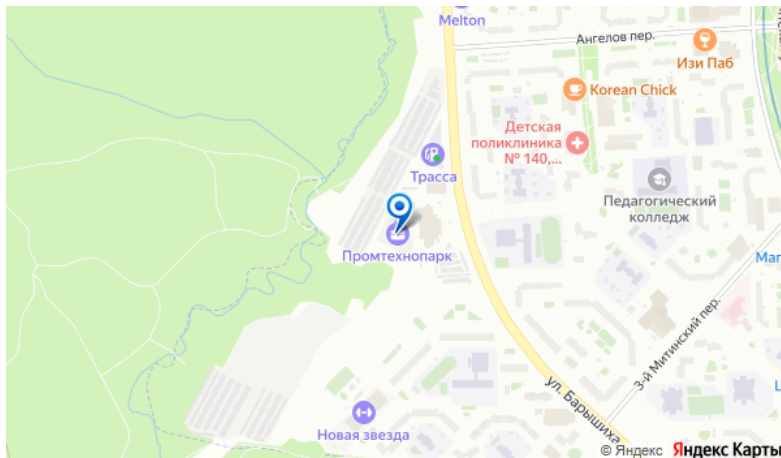 Melton
Ангелов пер.
Изи Паб
Korean Chick
Детская
поликлиника
№ 140,...
Трасса
Педагогический
колледж
Промтехнопарк
3-й Митинский пер.
ул. Барышиха
Новая звезда
© Яндекс Яндекс Карты